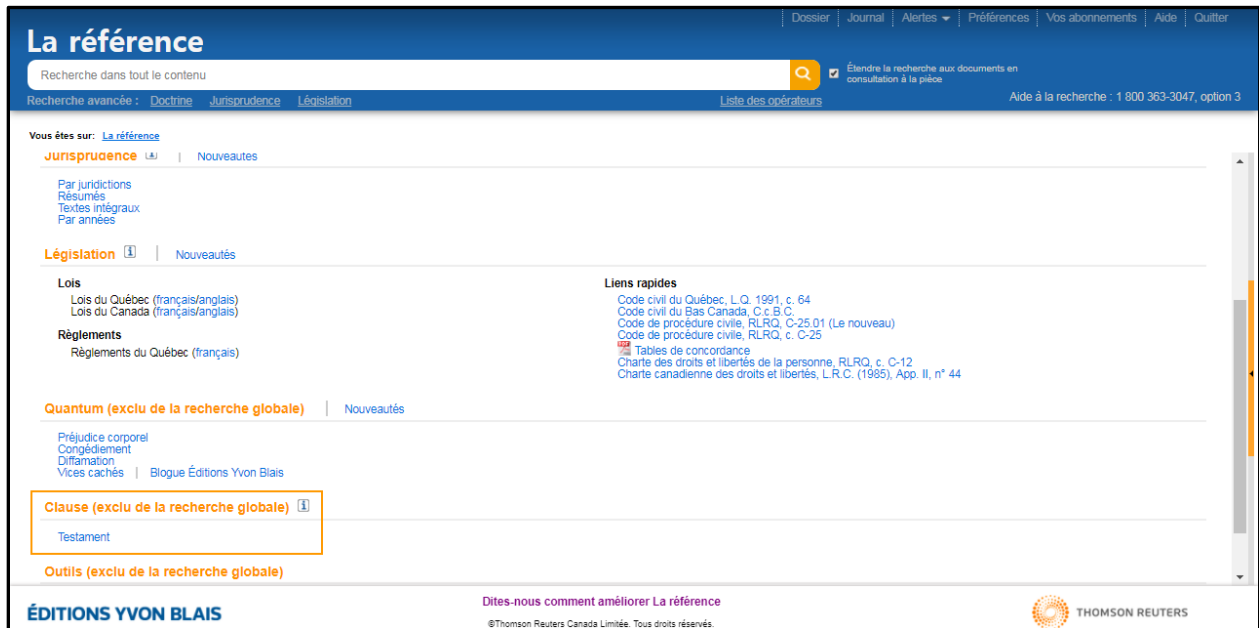 Dossier Journal Alertes Préférences Vos abonnements Aide Quitter
La référence
Recherche dans tout le contenu
Étendre la recherche aux documents en
consultation à la pièce
Recherche avancée : Doctrine Jurisprudence Législation Liste des opérateurs Aide à la recherche : 1 800 363-3047, option 3
Vous êtes sur: La référence
Jurisprudence | Nouveautes
Par juridictions
Résumés
Textes intégraux
Par années
Législation | Nouveautés
Lois
Lois du Québec (français/anglais)
Lois du Canada (français/anglais)
Règlements
Règlements du Québec (français)
Liens rapides
Code civil du Québec, L.Q. 1991, c. 64
Code civil du Bas Canada, C.c.B.C.
Code de procédure civile, RLRQ, C-25.01 (Le nouveau)
Code de procédure civile, RLRQ, c. C-25
Tables de concordance
Charte des droits et libertés de la personne, RLRQ, c. C-12
Charte canadienne des droits et libertés, L.R.C. (1985), App. II, n° 44
Quantum (exclu de la recherche globale) | Nouveautés
Préjudice corporel
Congédiement
Diffamation
Vices cachés | Blogue Éditions Yvon Blais
Clause (exclu de la recherche globale)
Testament
Outils (exclu de la recherche globale)
ÉDITIONS YVON BLAIS
Dites-nous comment améliorer La référence
©Thomson Reuters Canada Limitée. Tous droits réservés.
THOMSON REUTERS